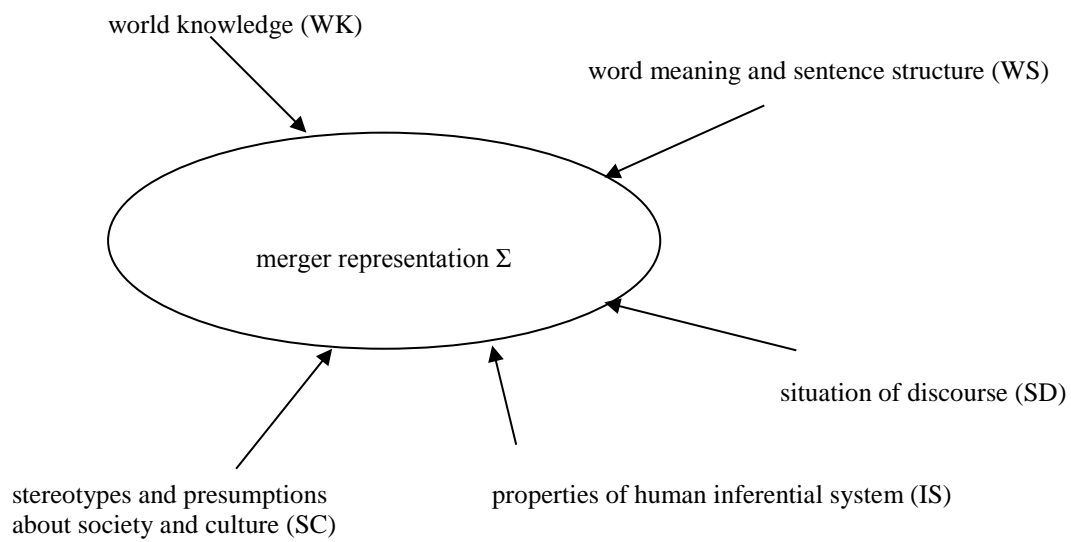 world knowledge (WK)
word meaning and sentence structure (WS)
merger representation Σ
situation of discourse (SD)
stereotypes and presumptions
about society and culture (SC)
properties of human inferential system (IS)